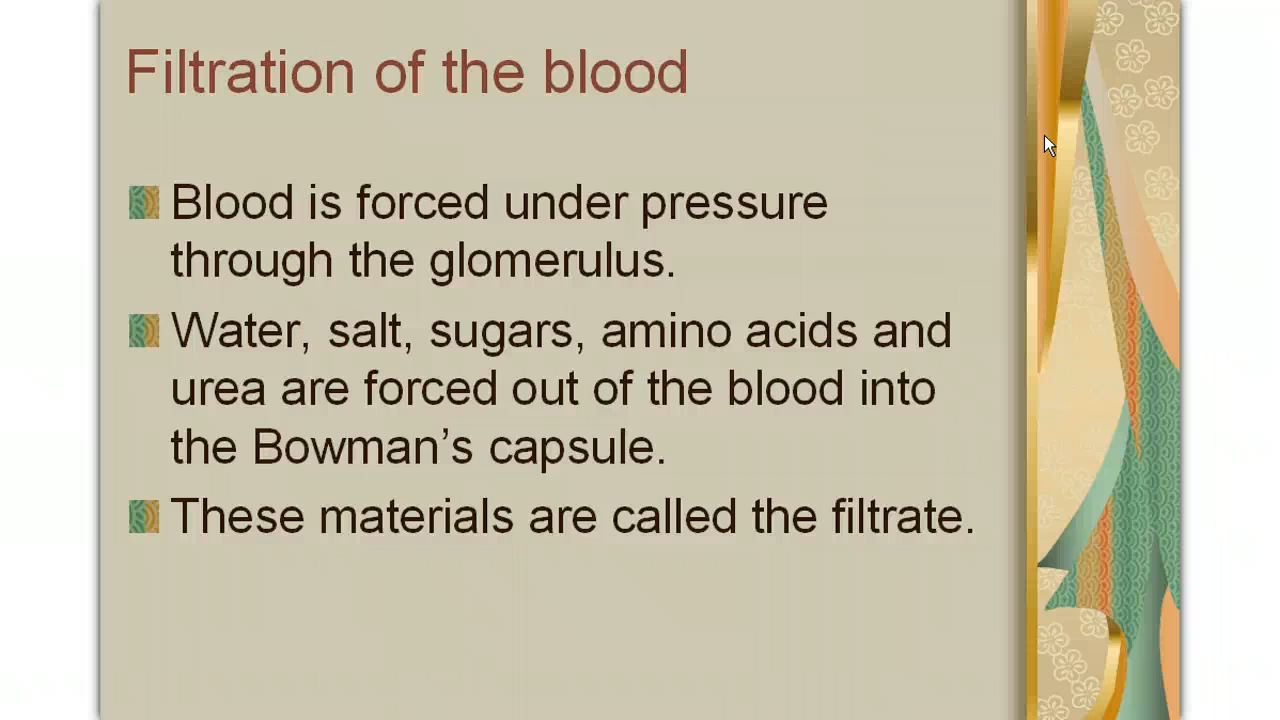 Filtration of the blood
Blood is forced under pressure
through the glomerulus.
Water, salt, sugars, amino acids and
urea are forced out of the blood into
the Bowman’s capsule.
These materials are called the filtrate.